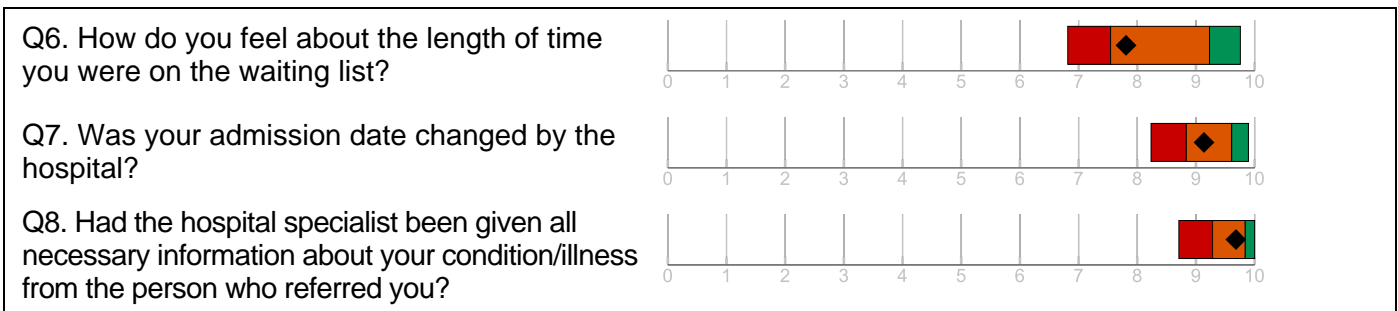 Q6. How do you feel about the length of time
you were on the waiting list?
0 1 2 3 4 5 6 7 8 9 10
Q7. Was your admission date changed by the
hospital?
0 1 2 3 4 5 6 7 8 9 10
Q8. Had the hospital specialist been given all
necessary information about your condition/illness
from the person who referred you?
0 1 2 3 4 5 6 7 8 9 10